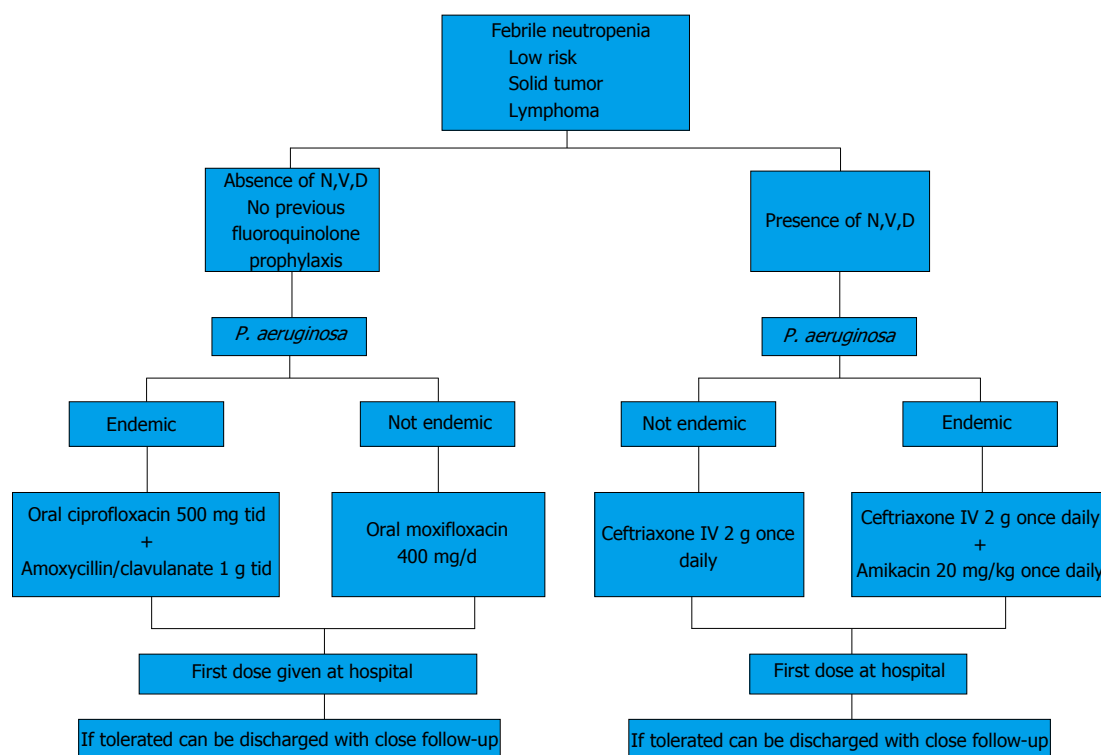 Febrile neutropenia
Low risk
Solid tumor
Lymphoma
Absence of N,V,D
No previous
fluoroquinolone
prophylaxis
Presence of N,V,D
P. aeruginosa
P. aeruginosa
Endemic
Not endemic
Not endemic
Endemic
Oral ciprofloxacin 500 mg tid
+
Amoxycillin/clavulanate 1 g tid
Oral moxifloxacin
400 mg/d
Ceftriaxone IV 2 g once
daily
Ceftriaxone IV 2 g once daily
+
Amikacin 20 mg/kg once daily
First dose given at hospital
First dose at hospital
If tolerated can be discharged with close follow-up
If tolerated can be discharged with close follow-up